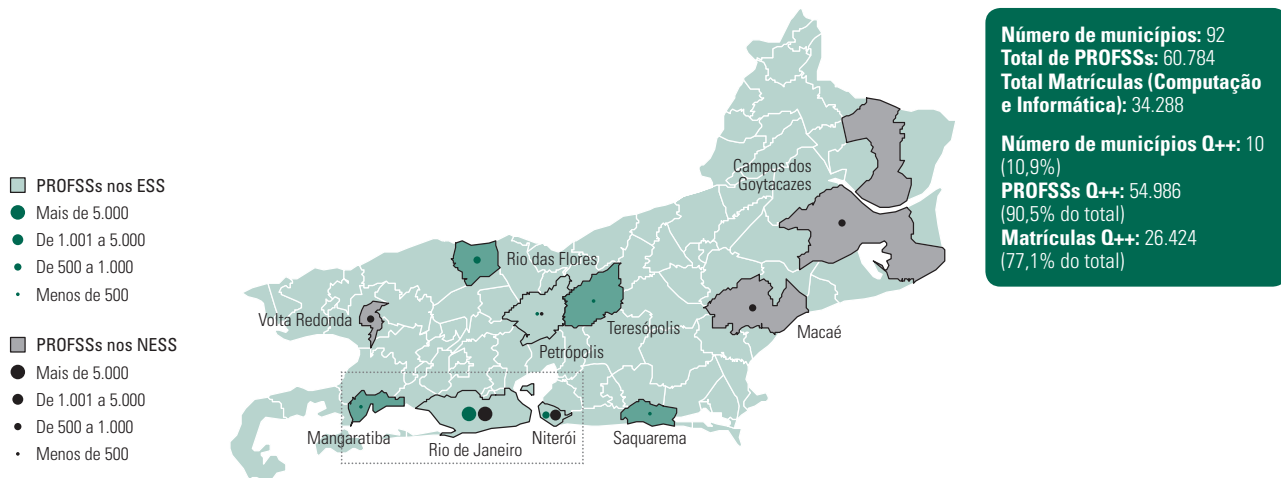 PROFSSs nos ESS
Mais de 5.000
De 1.001 a 5.000
De 500 a 1.000
Menos de 500
PROFSSs nos NESS
Mais de 5.000
De 1.001 a 5.000
De 500 a 1.000
Menos de 500
Campos dos
Goytacazes
Rio das Flores
Volta Redonda
Teresópolis
Macaé
Petrópolis
Mangaratiba
Rio de Janeiro
Niterói
Saquarema
Número de municípios: 92
Total de PROFSSs: 60.784
Total Matrículas (Computação
e Informática): 34.288
Número de municípios Q++: 10
(10,9%)
PROFSSs Q++: 54.986
(90,5% do total)
Matrículas Q++: 26.424
(77,1% do total)